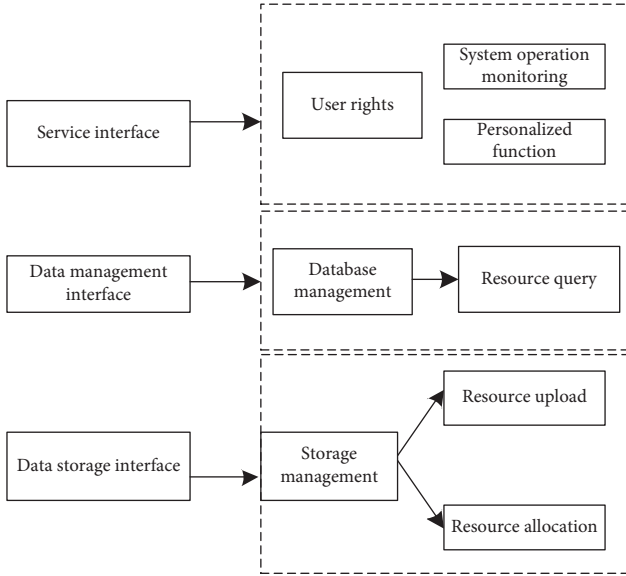 System operation
monitoring
User rights
Service interface
Personalized
function
Data management
interface
Database
management
Resource query
Resource upload
Data storage interface
Storage
management
Resource allocation